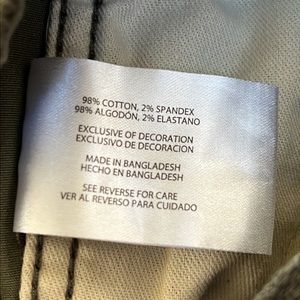 98% COTTON, 2% SPANDEX
98% ALGODÓN, 2% ELASTANO
EXCLUSIVE OF DECORATION
EXCLUSIVO DE DECORACION
MADE IN BANGLADESH
HECHO EN BANGLADESH
SEE REVERSE FOR CARE
VER AL REVERSO PARA CUIDADO